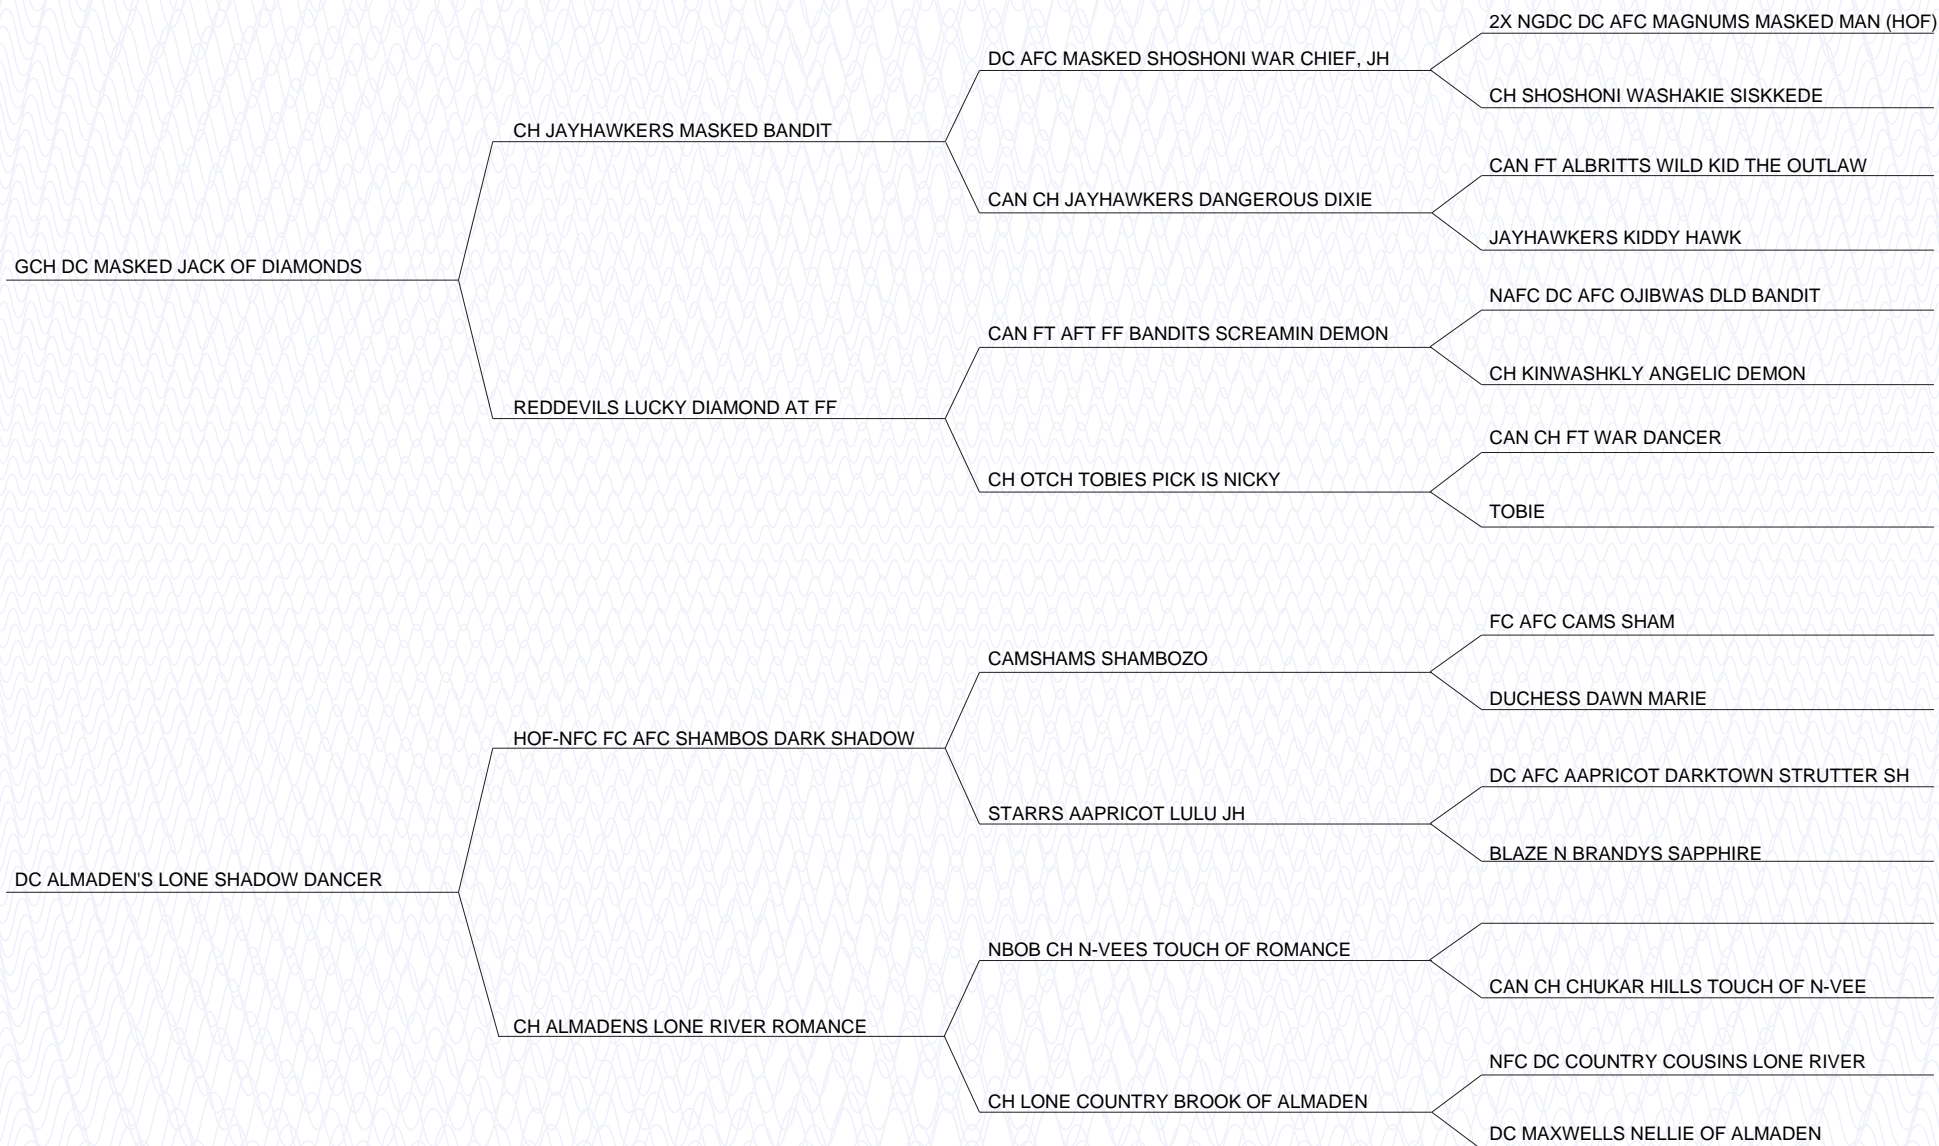 2X NGDC DC AFC MAGNUMS MASKED MAN (HOF)
DC AFC MASKED SHOSHONI WAR CHIEF, JH
CH SHOSHONI WASHAKIE SISKKEDE
CH JAYHAWKERS MASKED BANDIT
CAN FT ALBRITTS WILD KID THE OUTLAW
CAN CH JAYHAWKERS DANGEROUS DIXIE
JAYHAWKERS KIDDY HAWK
GCH DC MASKED JACK OF DIAMONDS
NAFC DC AFC OJIBWAS DLD BANDIT
CAN FT AFT FF BANDITS SCREAMIN DEMON
CH KINWASHKLY ANGELIC DEMON
REDDEVILS LUCKY DIAMOND AT FF
CAN CH FT WAR DANCER
CH OTCH TOBIES PICK IS NICKY
TOBIE
FC AFC CAMS SHAM
CAMSHAMS SHAMBOZO
DUCHESS DAWN MARIE
HOF-NFC FC AFC SHAMBOS DARK SHADOW
DC AFC AAPRICOT DARKTOWN STRUTTER SH
STARRS AAPRICOT LULU JH
BLAZE N BRANDYS SAPPHIRE
DC ALMADEN'S LONE SHADOW DANCER
NBOB CH N-VEES TOUCH OF ROMANCE
CAN CH CHUKAR HILLS TOUCH OF N-VEE
CH ALMADENS LONE RIVER ROMANCE
NFC DC COUNTRY COUSINS LONE RIVER
CH LONE COUNTRY BROOK OF ALMADEN
DC MAXWELLS NELLIE OF ALMADEN